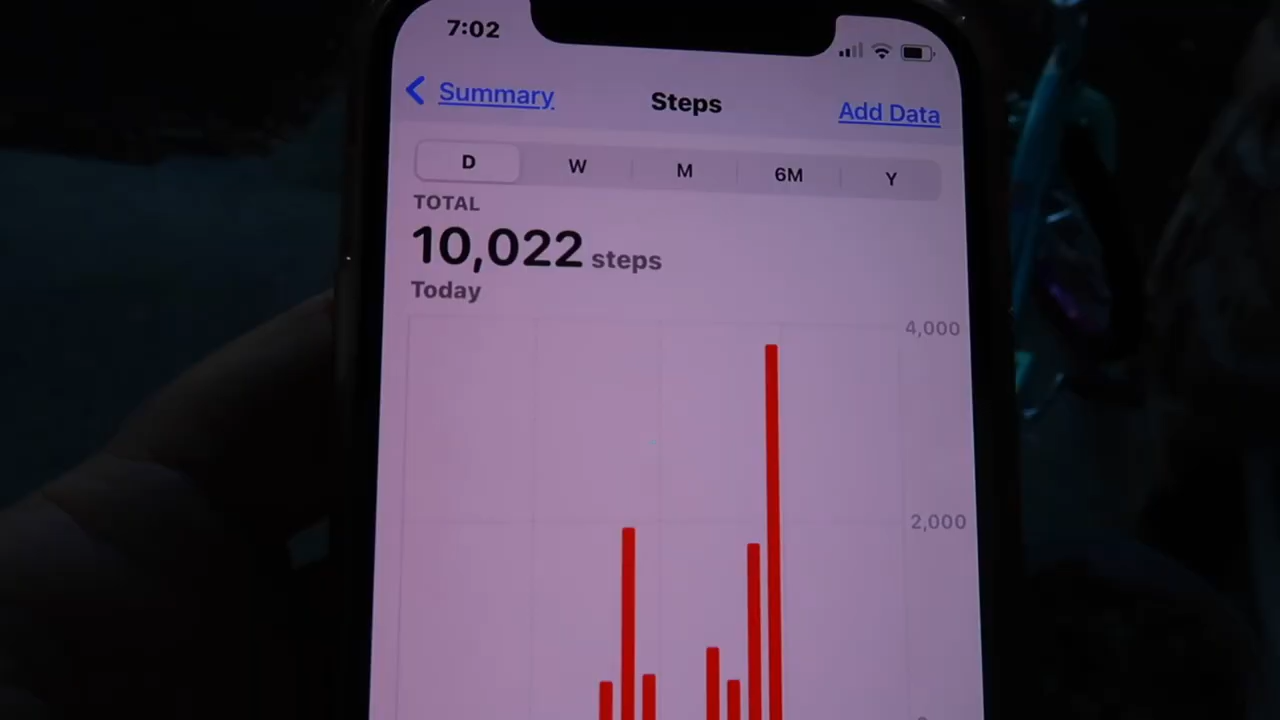 7:02
Summary
Steps
Add Data
D
W
M
6M
Y
TOTAL
10,022 steps
Today
4,000
2,000